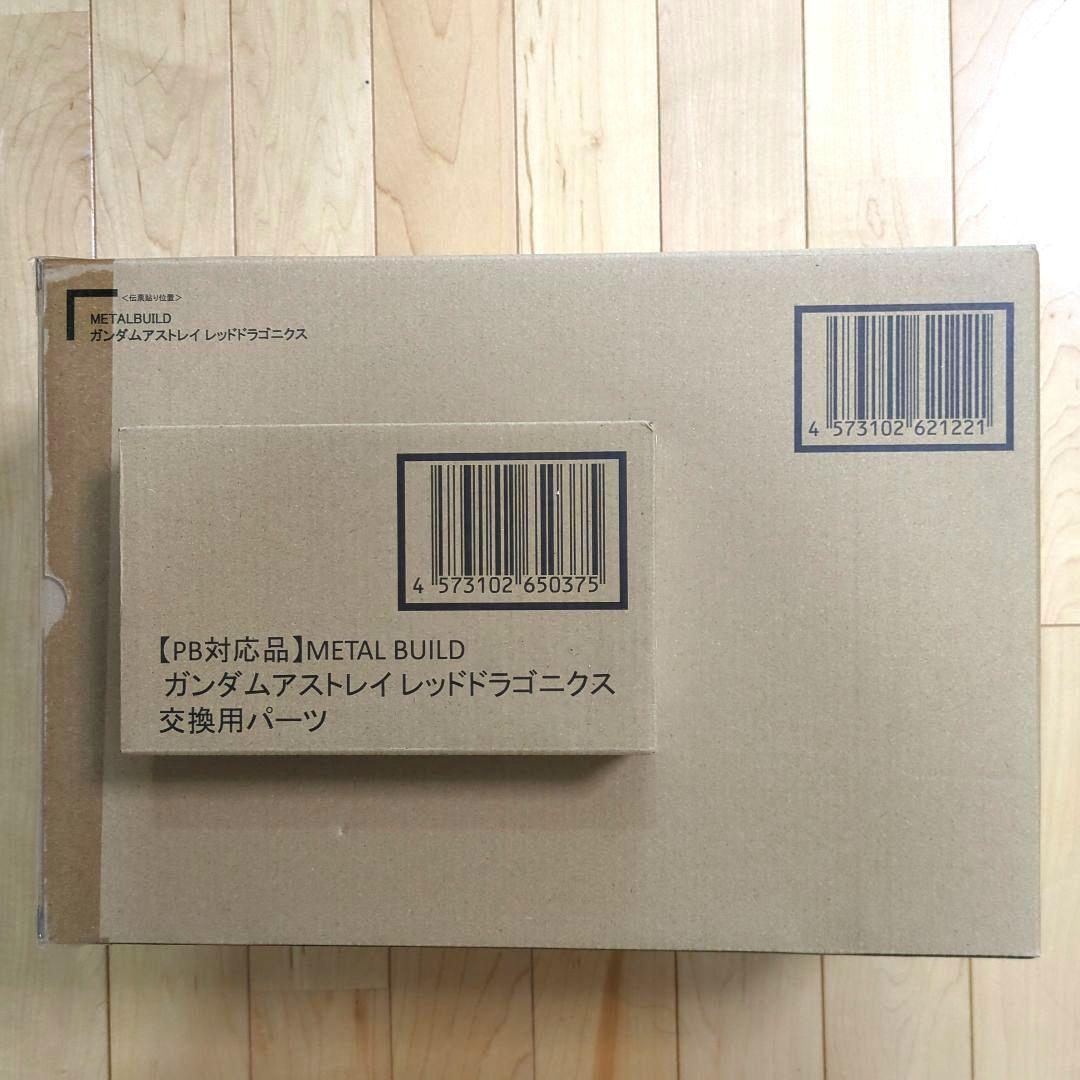 <伝票貼り位置>
METALBUILD
ガンダムアストレイ レッドドラゴニクス
4 573102 621221
4 573102 650375
【PB対応品】METAL BUILD
ガンダムアストレイ レッドドラゴニクス
交換用パーツ